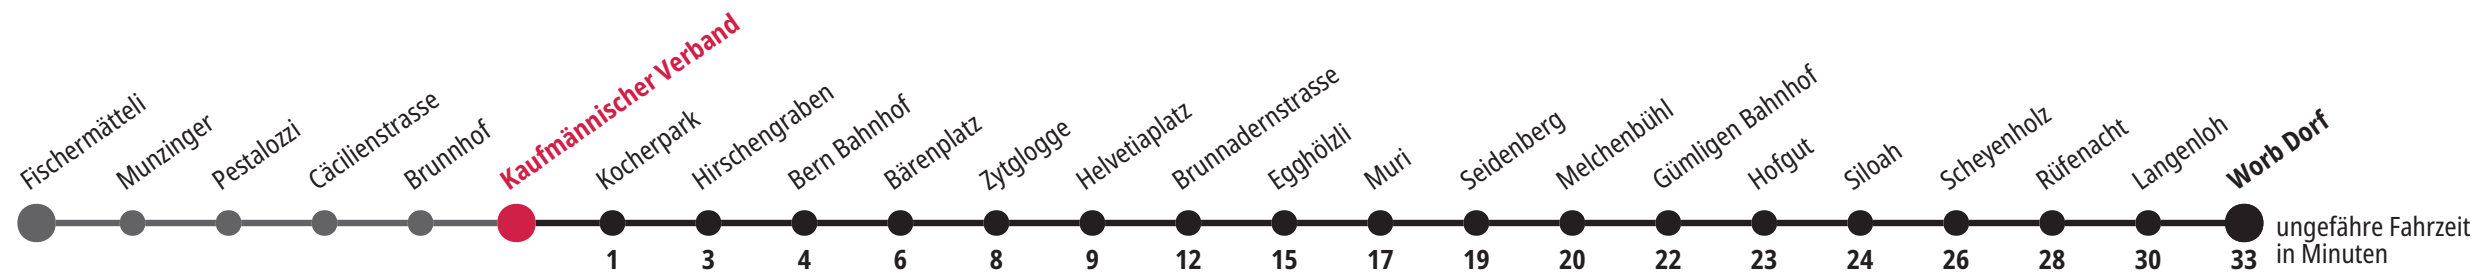 Fischermätteli
Munzinger
Pestalozzi
Cäcilienstrasse
Brunnhof
Kaufmännischer Verband
Kocherpark
Hirschengraben
Bern Bahnhof
Bärenplatz
Zytglogge
Helvetiaplatz
Brunnadernstrasse
Egghölzli
Muri
Seidenberg
Melchenbühl
Gümligen Bahnhof
Hofgut
Siloah
Scheyenholz
Rüfenacht
Langenloh
Worb Dorf
1 3 4 6 8 9 12 15 17 19 20 22 23 24 26 28 30 33
ungefähre Fahrzeit
in Minuten